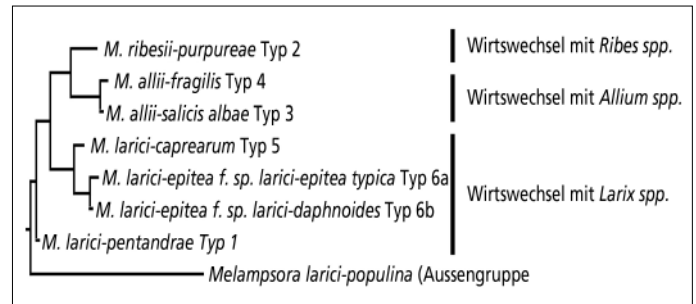 M. ribesii-purpureae Typ 2
Wirtswechsel mit Ribes spp.
M. allii-fragilis Typ 4
Wirtswechsel mit Allium spp.
M. allii-salicis albae Typ 3
M. larici-caprearum Typ 5
M. larici-epitea f. sp. larici-epitea typica Typ 6a
Wirtswechsel mit Larix spp.
M. larici-epitea f. sp. larici-daphnoides Typ 6b
M. larici-pentandrae Typ 1
Melampsora larici-populina (Aussengruppe